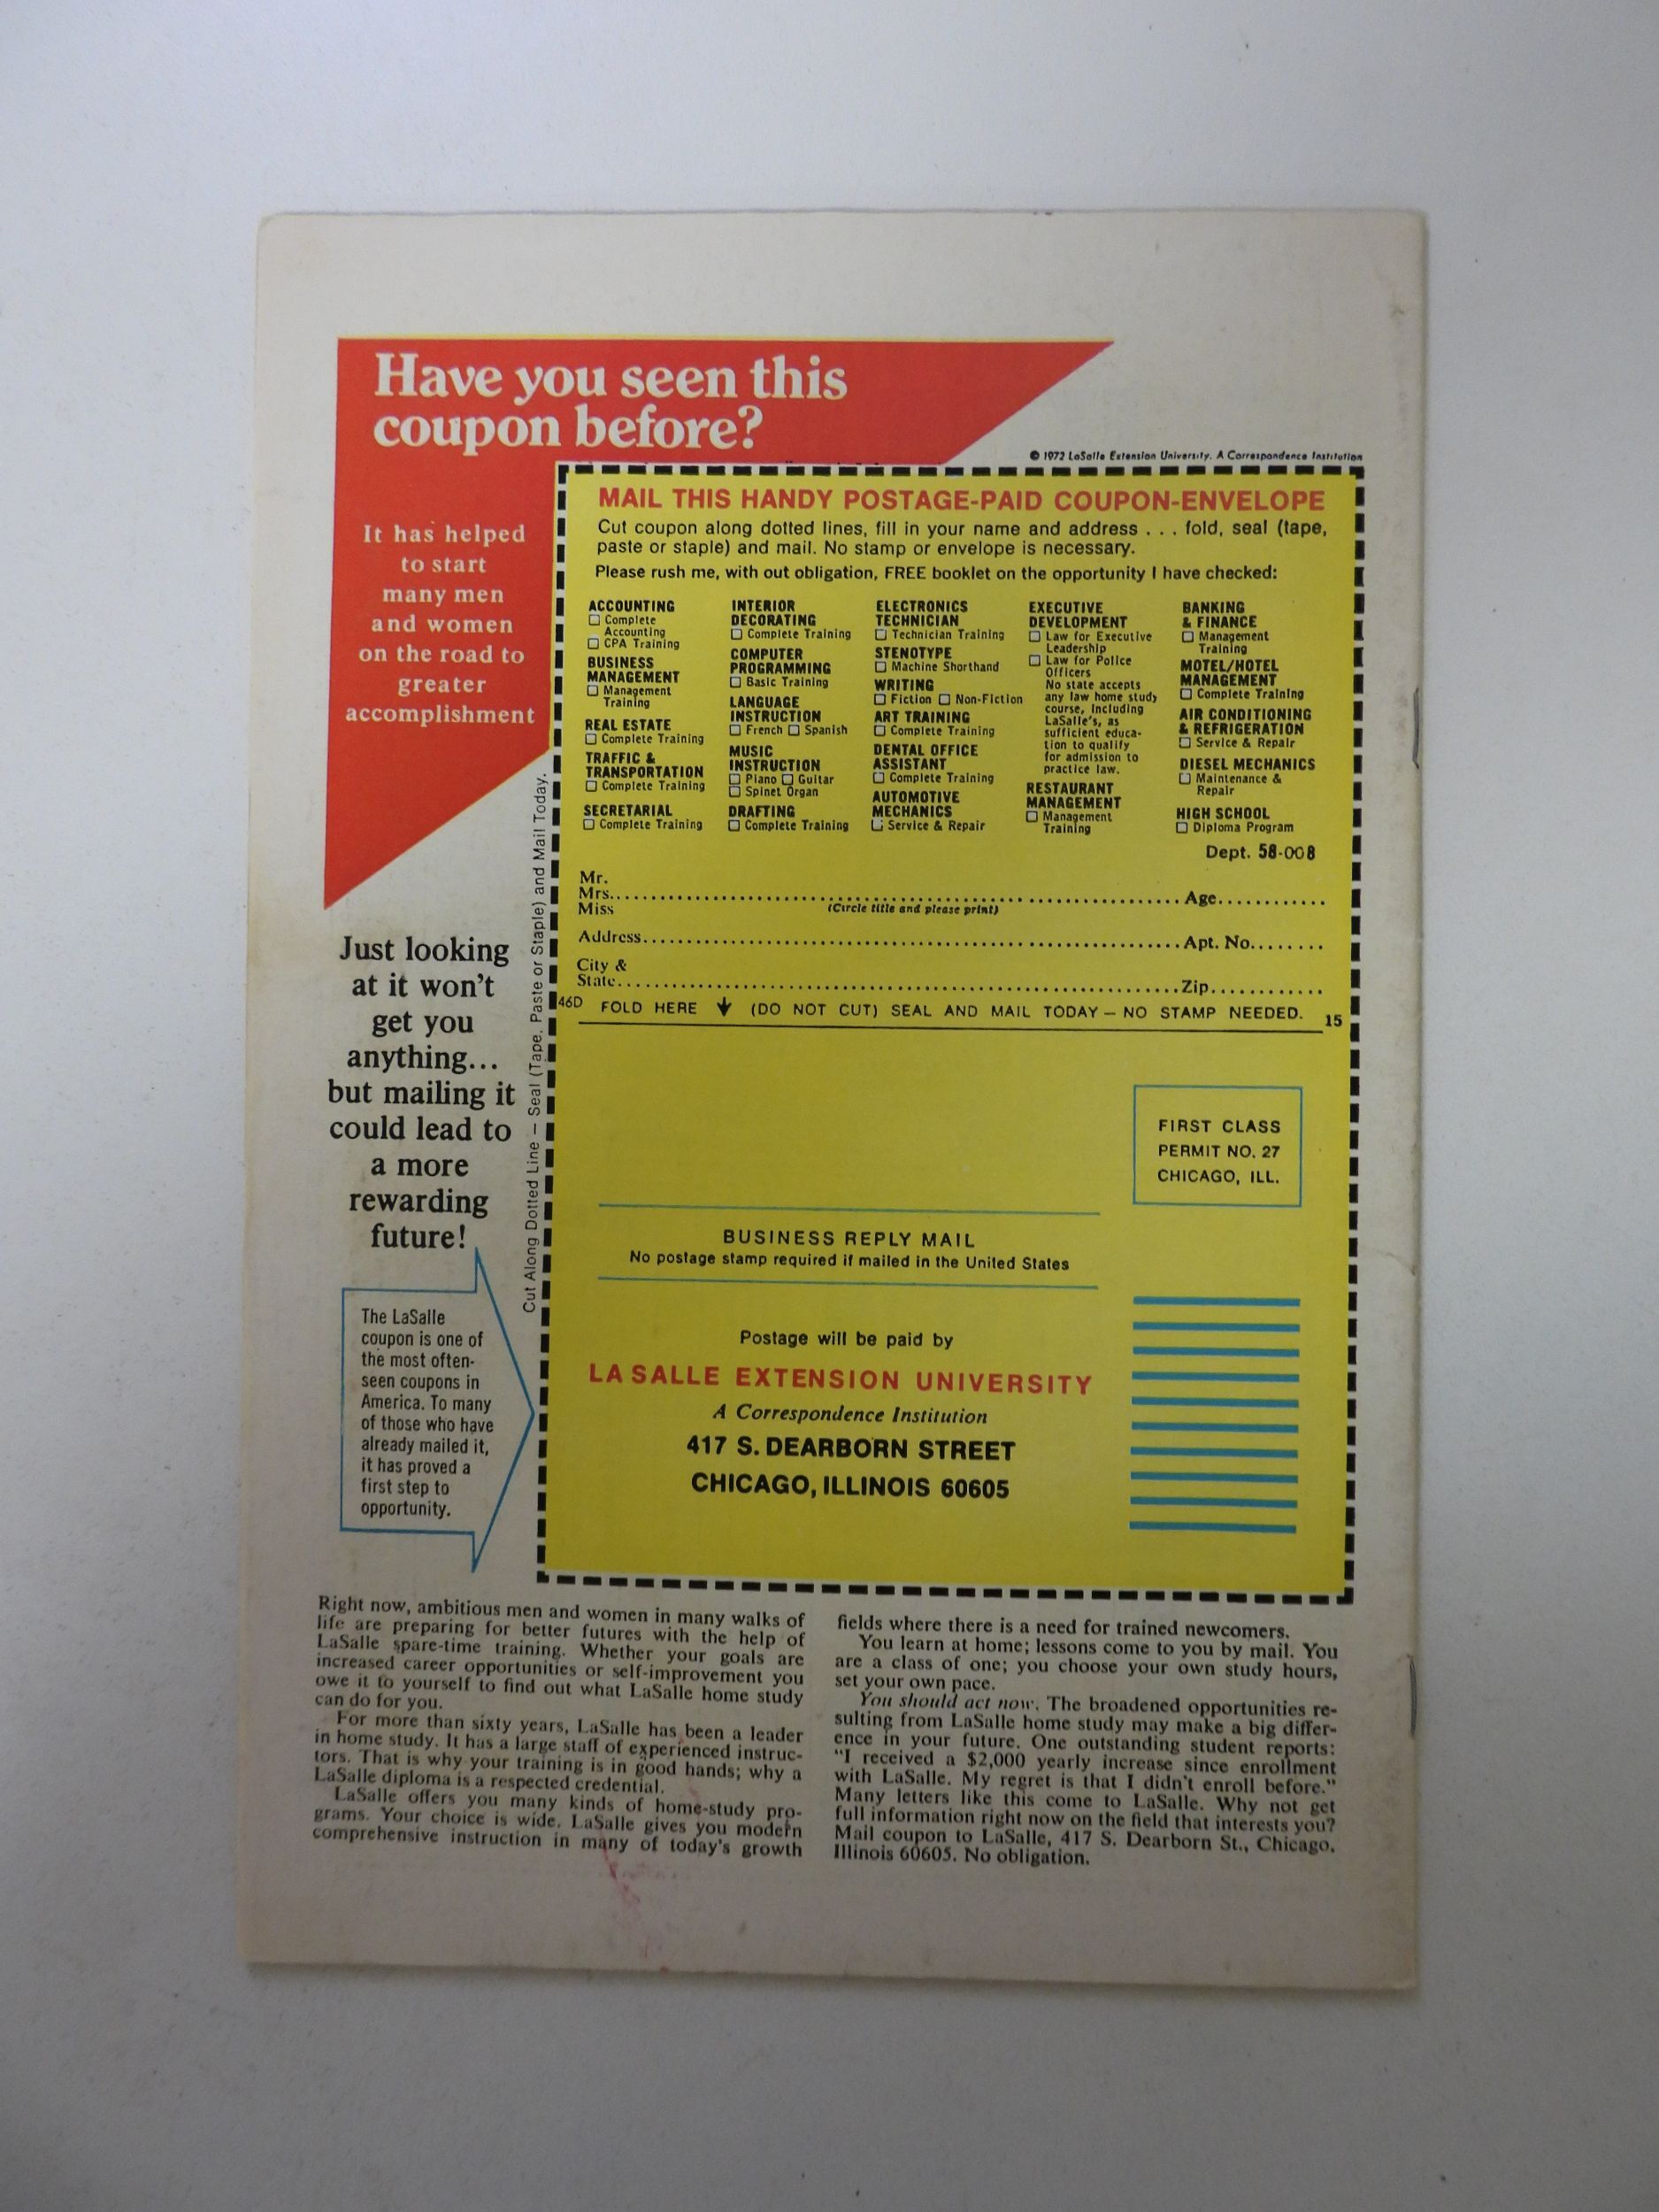 Have you seen this
coupon before?
© 1972 LaSalle Extension University. A Correspondence Institution
It has helped
to start
many men
and women
on the road to
greater
accomplishment
MAIL THIS HANDY POSTAGE-PAID COUPON-ENVELOPE
Cut coupon along dotted lines, fill in your name and address . . . fold, seal (tape,
paste or staple) and mail. No stamp or envelope is necessary.
Please rush me, with out obligation, FREE booklet on the opportunity I have checked:
ACCOUNTING
Complete
Accounting
CPA Training
BUSINESS
MANAGEMENT
Management
Training
REAL ESTATE
Complete Training
TRAFFIC &
TRANSPORTATION
Complete Training
SECRETARIAL
Complete Training
INTERIOR
DECORATING
Complete Training
COMPUTER
PROGRAMMING
Basic Training
LANGUAGE
INSTRUCTION
French Spanish
MUSIC
INSTRUCTION
Piano Guitar
Spinet Organ
DRAFTING
Complete Training
ELECTRONICS
TECHNICIAN
Technician Training
STENOTYPE
Machine Shorthand
WRITING
Fiction Non-Fiction
ART TRAINING
Complete Training
DENTAL OFFICE
ASSISTANT
Complete Training
AUTOMOTIVE
MECHANICS
Service & Repair
EXECUTIVE
DEVELOPMENT
Law for Executive
Leadership
Law for Police
Officers
No state accepts
any law home study
course, including
LaSalle's, as
sufficient educa-
tion to qualify
for admission to
practice law.
RESTAURANT
MANAGEMENT
Management
Training
BANKING
& FINANCE
Management
Training
MOTEL/HOTEL
MANAGEMENT
Complete Training
AIR CONDITIONING
& REFRIGERATION
Service & Repair
DIESEL MECHANICS
Maintenance &
Repair
HIGH SCHOOL
Diploma Program
Dept. 58-008
Mr.
Mrs. Age
Miss (Circle title and please print)
Address Apt. No.
City &
State Zip
46D FOLD HERE (DO NOT CUT) SEAL AND MAIL TODAY — NO STAMP NEEDED. 15
Cut Along Dotted Line — Seal (Tape, Paste or Staple) and Mail Today.
Just looking
at it won't
get you
anything...
but mailing it
could lead to
a more
rewarding
future!
The LaSalle
coupon is one of
the most often-
seen coupons in
America. To many
of those who have
already mailed it,
it has proved a
first step to
opportunity.
FIRST CLASS
PERMIT NO. 27
CHICAGO, ILL.
BUSINESS REPLY MAIL
No postage stamp required if mailed in the United States
Postage will be paid by
LA SALLE EXTENSION UNIVERSITY
A Correspondence Institution
417 S. DEARBORN STREET
CHICAGO, ILLINOIS 60605
Right now, ambitious men and women in many walks of
life are preparing for better futures with the help of
LaSalle spare-time training. Whether your goals are
increased career opportunities or self-improvement you
owe it to yourself to find out what LaSalle home study
can do for you.
For more than sixty years, LaSalle has been a leader
in home study. It has a large staff of experienced instruc-
tors. That is why your training is in good hands; why a
LaSalle diploma is a respected credential.
LaSalle offers you many kinds of home-study pro-
grams. Your choice is wide. LaSalle gives you modern
comprehensive instruction in many of today's growth
fields where there is a need for trained newcomers.
You learn at home; lessons come to you by mail. You
are a class of one; you choose your own study hours,
set your own pace.
You should act now. The broadened opportunities re-
sulting from LaSalle home study may make a big differ-
ence in your future. One outstanding student reports:
"I received a $2,000 yearly increase since enrollment
with LaSalle. My regret is that I didn't enroll before."
Many letters like this come to LaSalle. Why not get
full information right now on the field that interests you?
Mail coupon to LaSalle, 417 S. Dearborn St., Chicago,
Illinois 60605. No obligation.